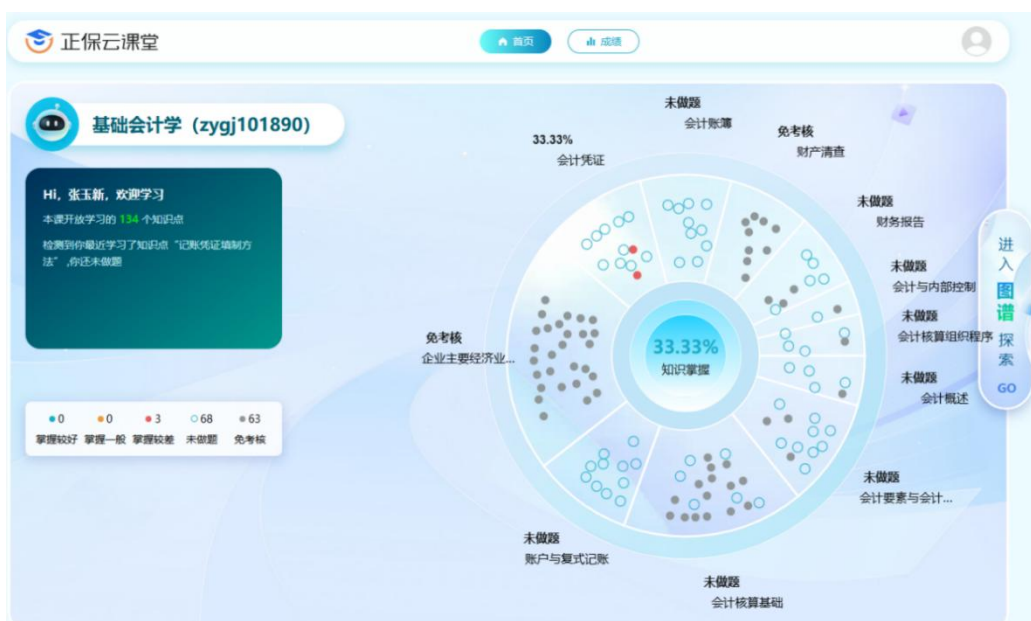 正保云课堂
首页
成绩
基础会计学（zygj101890）
Hi，张玉新，欢迎学习
本课开放学习的 134 个知识点
检测到你最近学习了知识点“记账凭证填制方
法”,你还未做题
0 0 3 68 63
掌握较好 掌握一般 掌握较差 未做题 免考核
未做题
会计账簿
33.33%
会计凭证
免考核
财产清查
未做题
财务报告
未做题
会计与内部控制
未做题
会计核算组织程序
未做题
会计概述
免考核
企业主要经济业...
33.33%
知识掌握
未做题
会计要素与会计...
未做题
账户与复式记账
未做题
会计核算基础
进
入
图
谱
探
索
GO